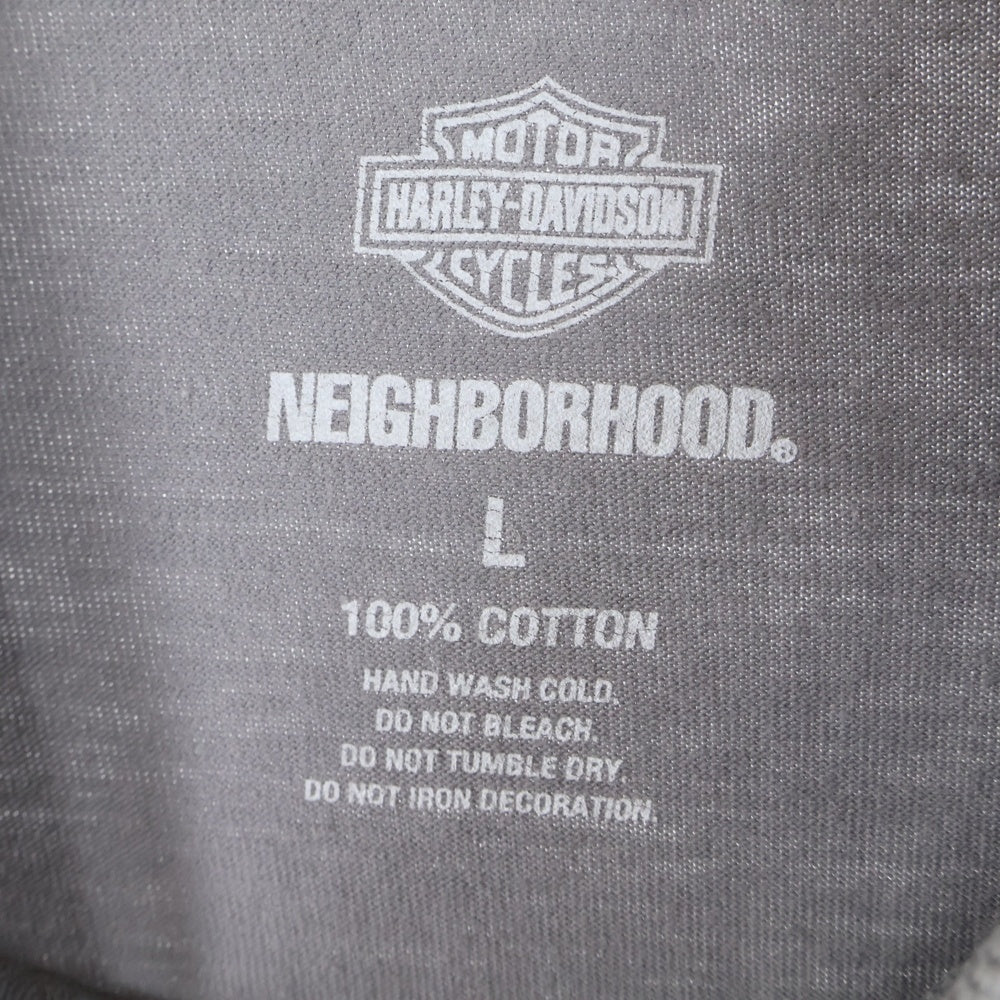 MOTOR
HARLEY-DAVIDSON
CYCLES
NEIGHBORHOOD®
L
100% COTTON
HAND WASH COLD.
DO NOT BLEACH.
DO NOT TUMBLE DRY.
DO NOT IRON DECORATION.